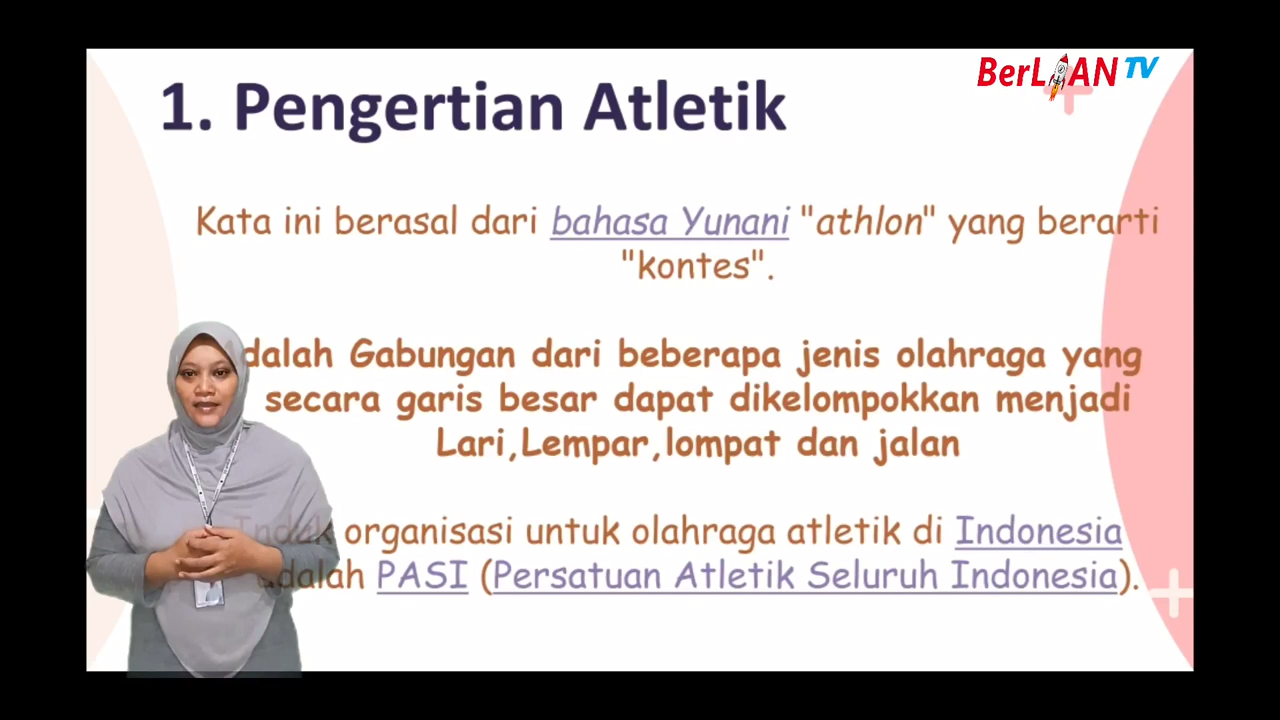 BerLIAN TV
1. Pengertian Atletik
Kata ini berasal dari bahasa Yunani "athlon" yang berarti
"kontes".
dalah Gabungan dari beberapa jenis olahraga yang
secara garis besar dapat dikelompokkan menjadi
Lari,Lempar,lompat dan jalan
Induk organisasi untuk olahraga atletik di Indonesia
adalah PASI (Persatuan Atletik Seluruh Indonesia).